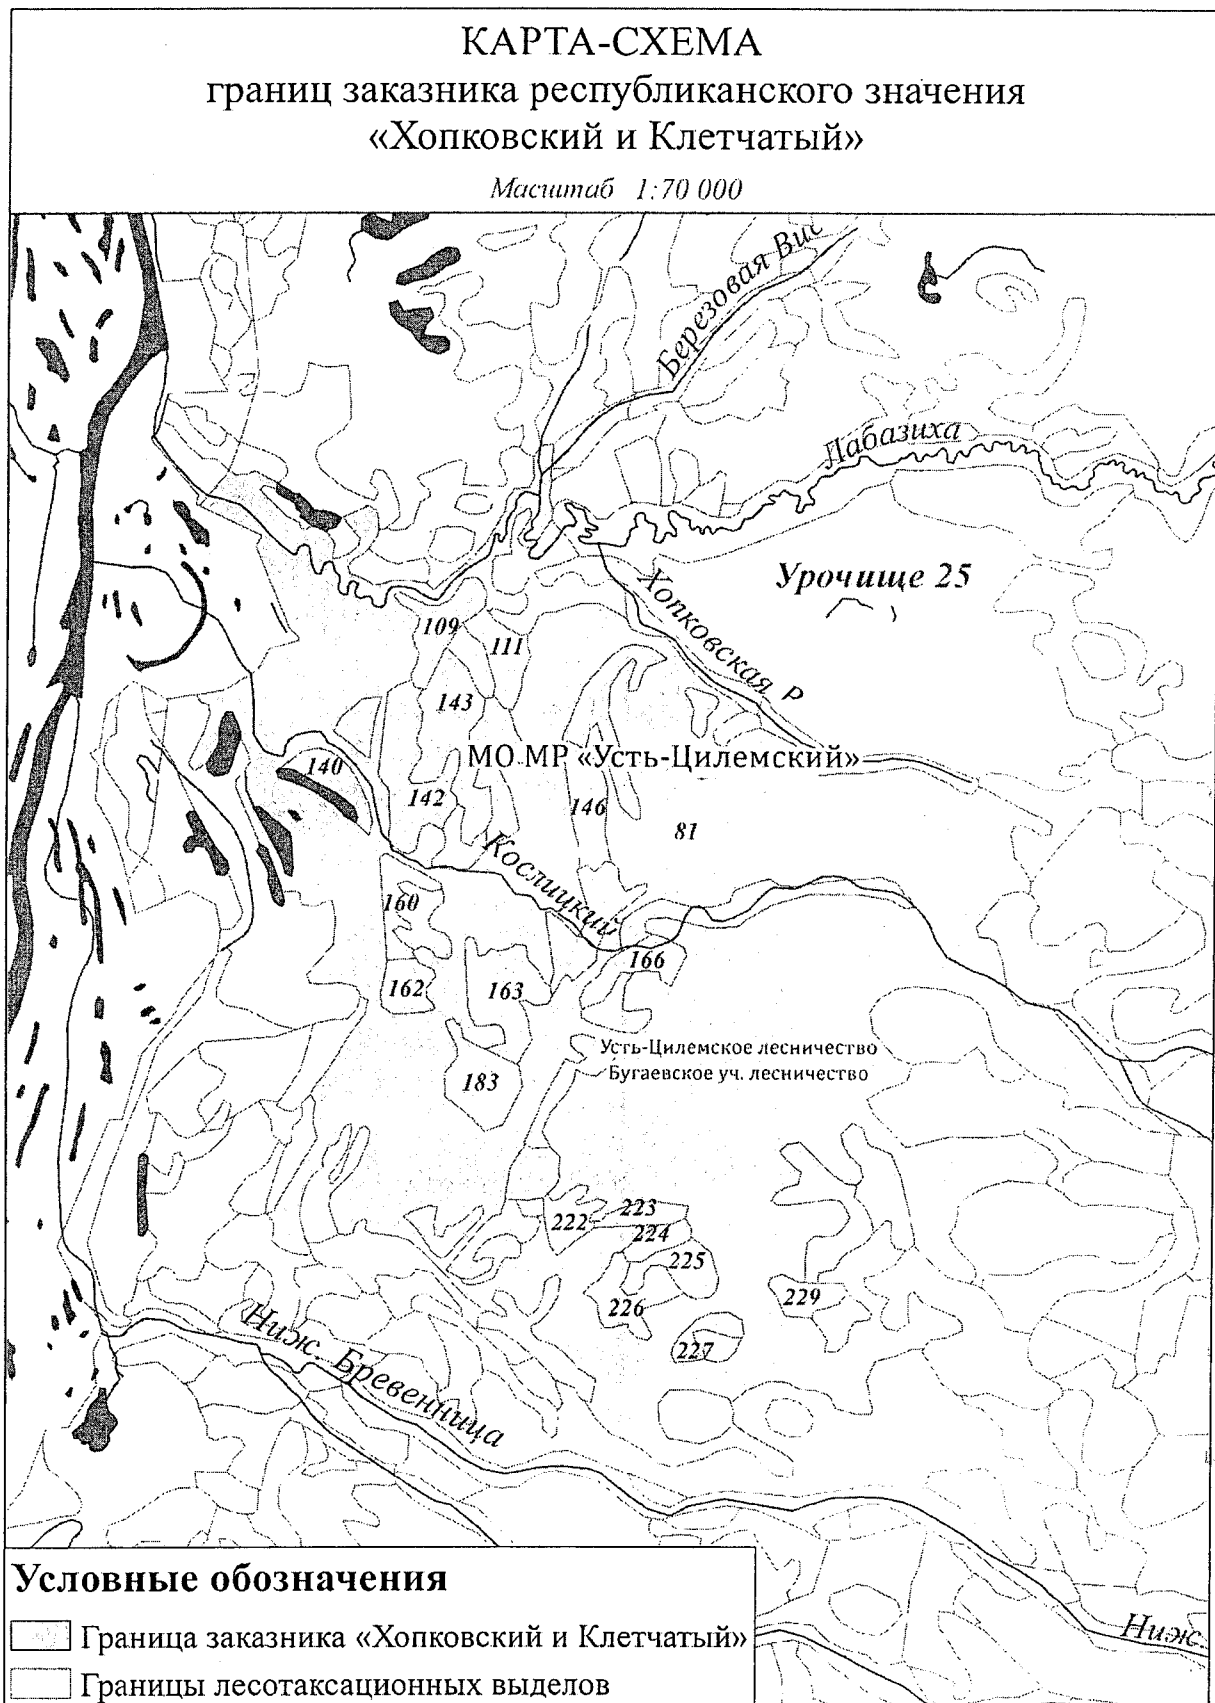 КАРТА-СХЕМА
границ заказника республиканского значения
«Хопковский и Клетчатый»
Масштаб 1:70 000
Березовая Вис
Лабазиха
Урочище 25
Хопковская р
109
111
143
МО МР «Усть-Цилемский»
140
142
146
81
Кослицкий
160
166
162
163
Усть-Цилемское лесничество
Бугаевское уч. лесничество
183
223
222
224
225
229
226
227
Ниж. Бревенница
Ниж.
Условные обозначения
Граница заказника «Хопковский и Клетчатый»
Границы лесотаксационных выделов